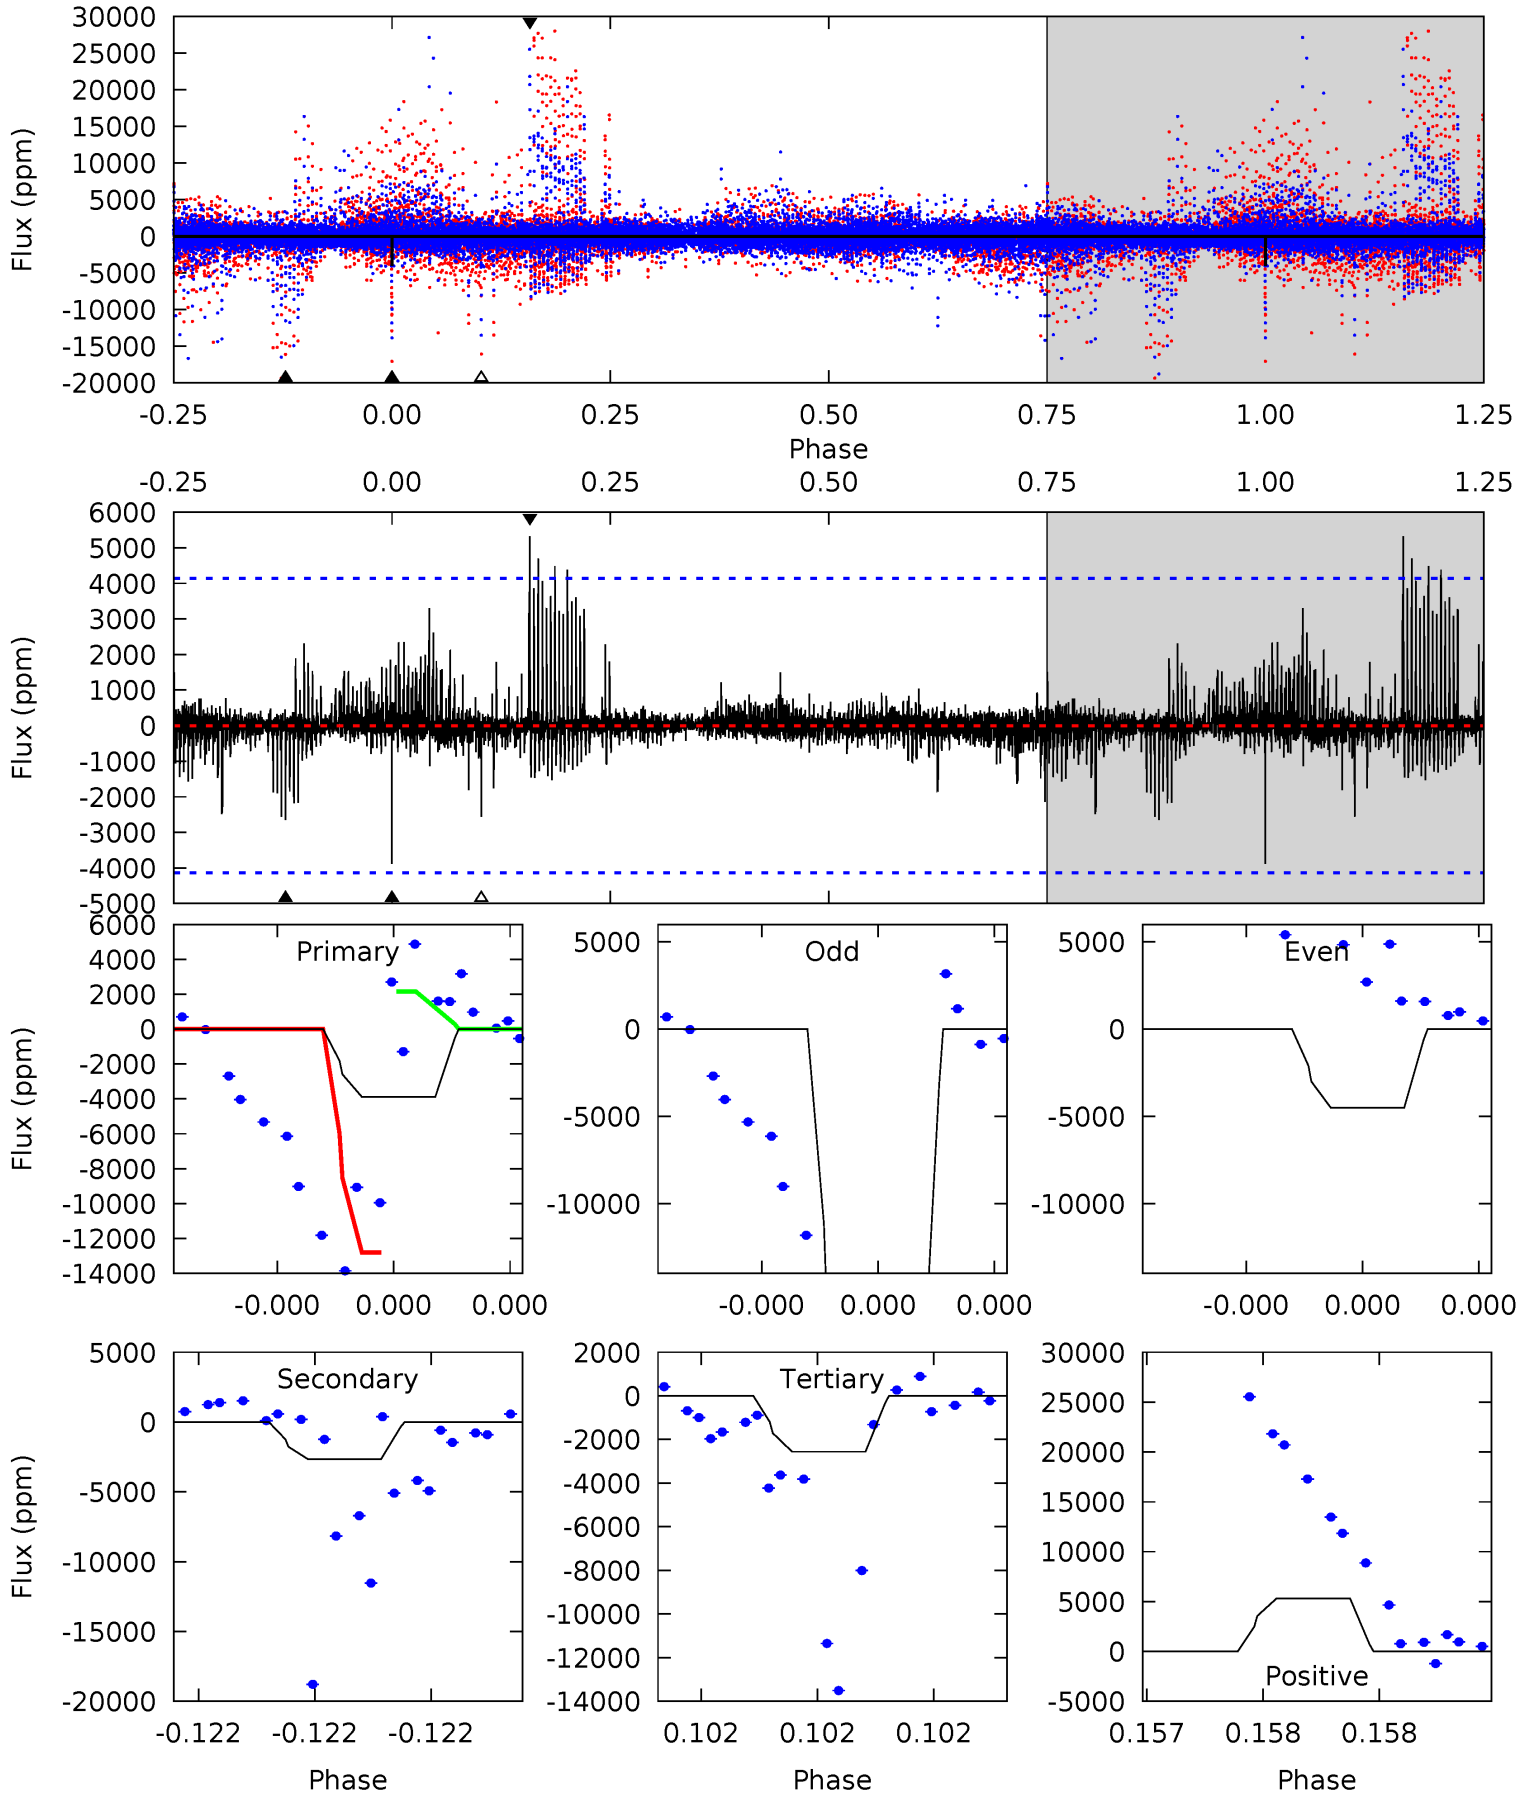 30000
25000
20000
15000
10000
5000
0
-5000
-10000
-15000
-20000
Flux (ppm)
-0.25 0.00 0.25 0.50 0.75 1.00 1.25
Phase
-0.25 0.00 0.25 0.50 0.75 1.00 1.25
6000
5000
4000
3000
2000
1000
0
-1000
-2000
-3000
-4000
-5000
Flux (ppm)
Primary
6000
4000
2000
0
-2000
-4000
-6000
-8000
-10000
-12000
-14000
Flux (ppm)
-0.000 0.000 0.000
Odd
5000
0
-5000
-10000
-0.000 0.000 0.000
Even
5000
0
-5000
-10000
-0.000 0.000 0.000
Secondary
5000
0
-5000
-10000
-15000
-20000
Flux (ppm)
-0.122 -0.122 -0.122
Phase
Tertiary
2000
0
-2000
-4000
-6000
-8000
-10000
-12000
-14000
0.102 0.102 0.102
Phase
30000
25000
20000
15000
10000
5000
0
-5000
Positive
0.157 0.158 0.158
Phase